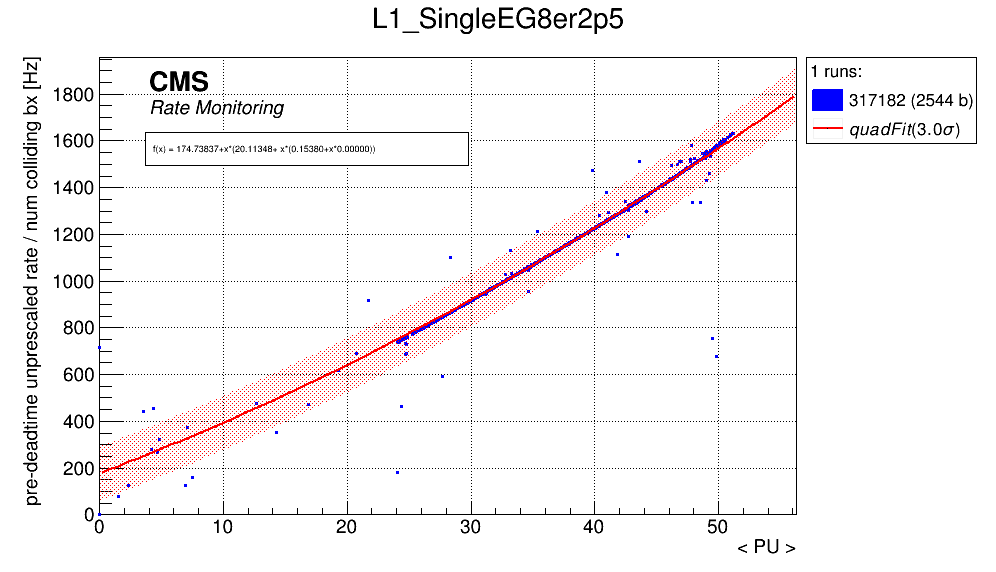 L1_SingleEG8er2p5
pre-deadtime unprescaled rate / num colliding bx [Hz]
CMS
Rate Monitoring
f(x) = 174.73837+x*(20.11348+ x*(0.15380+x*0.00000))
1800
1600
1400
1200
1000
800
600
400
200
0
0 10 20 30 40 50
< PU >
1 runs:
317182 (2544 b)
quadFit(3.0σ)